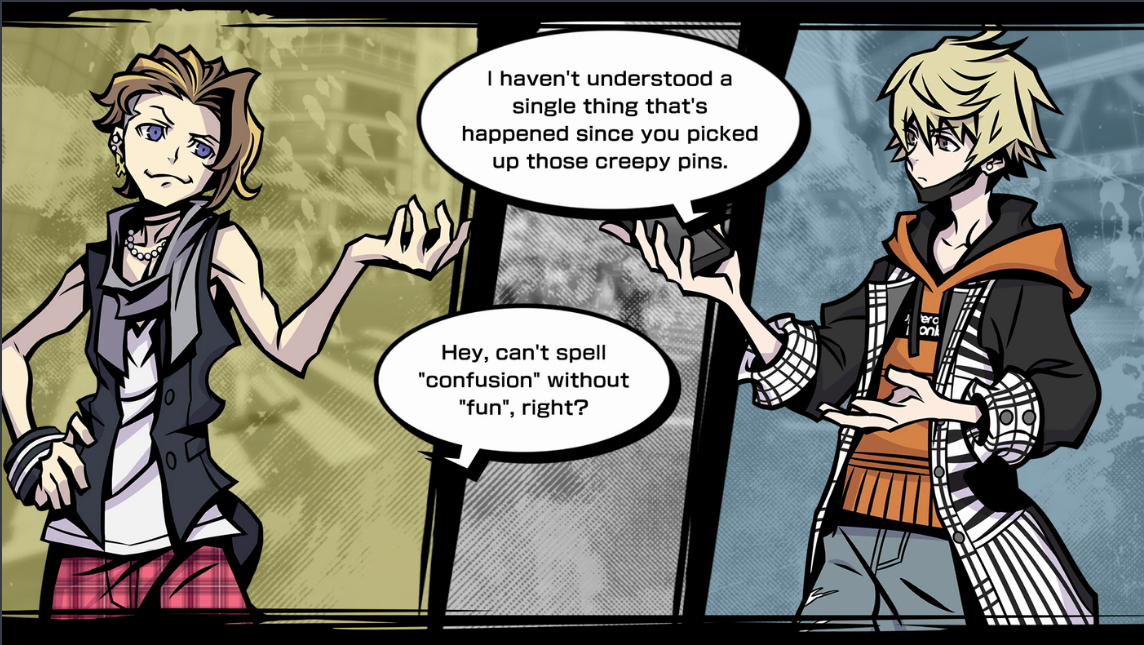 I haven't understood a
single thing that's
happened since you picked
up those creepy pins.
Hey, can't spell
"confusion" without
"fun", right?